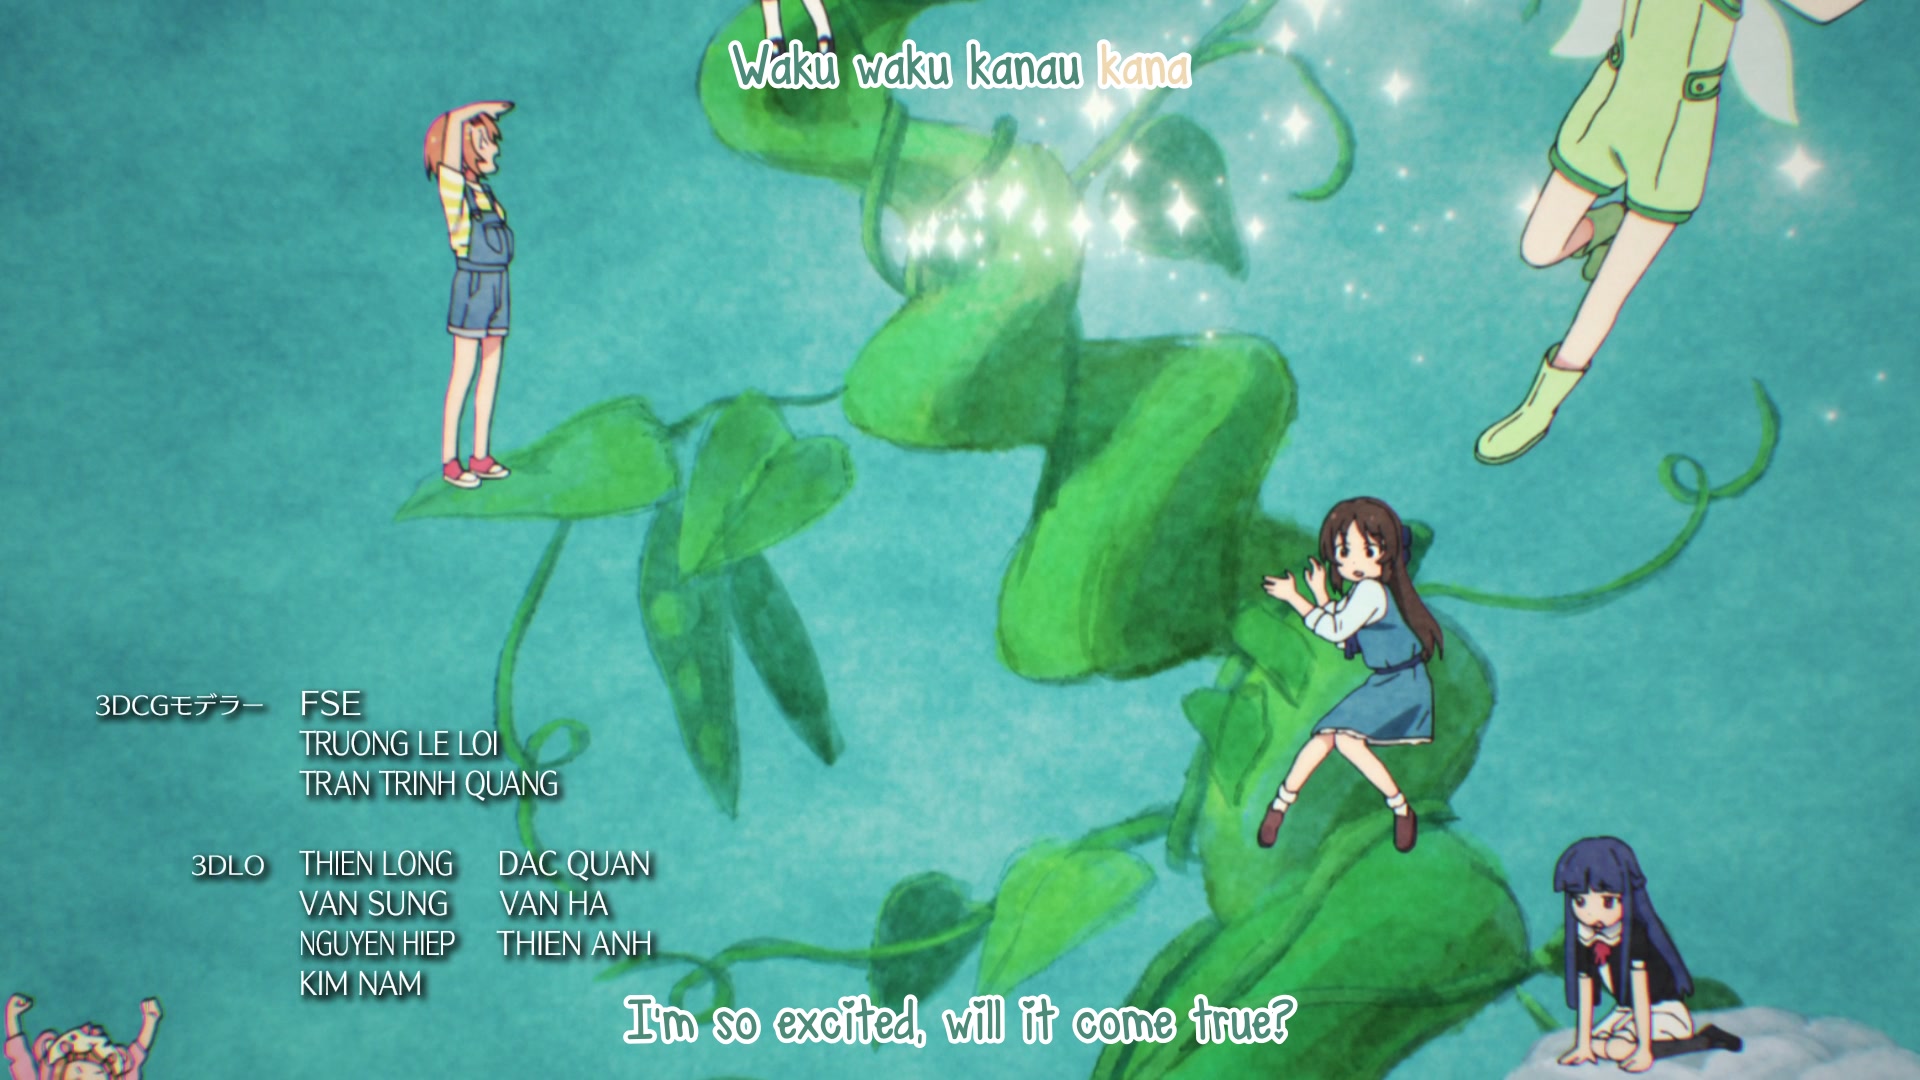 Waku waku kanau kana
3DCGモデラー FSE
TRUONG LE LOI
TRAN TRINH QUANG
3DLO THIEN LONG DAC QUAN
VAN SUNG VAN HA
NGUYEN HIEP THIEN ANH
KIM NAM
I'm so excited, will it come true?